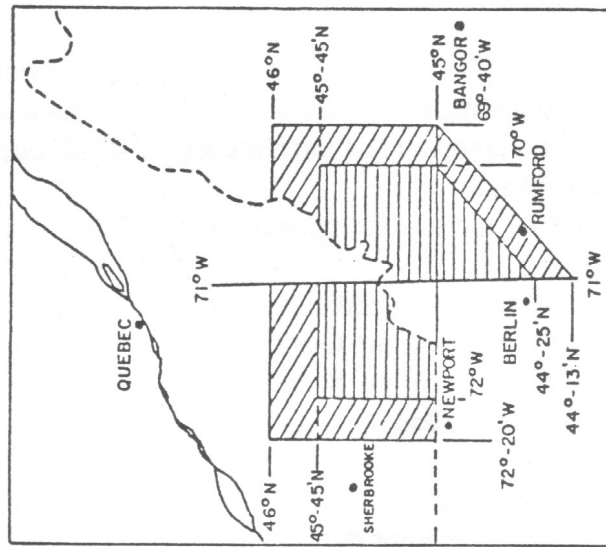 QUEBEC
71° W
46° N
46° N
45°-45'N
45°-45'N
SHERBROOKE
45° N
BANGOR
69°-40'W
NEWPORT
72° W
70° W
72°-20'W
BERLIN
RUMFORD
44°-25'N
44°-13'N
71° W